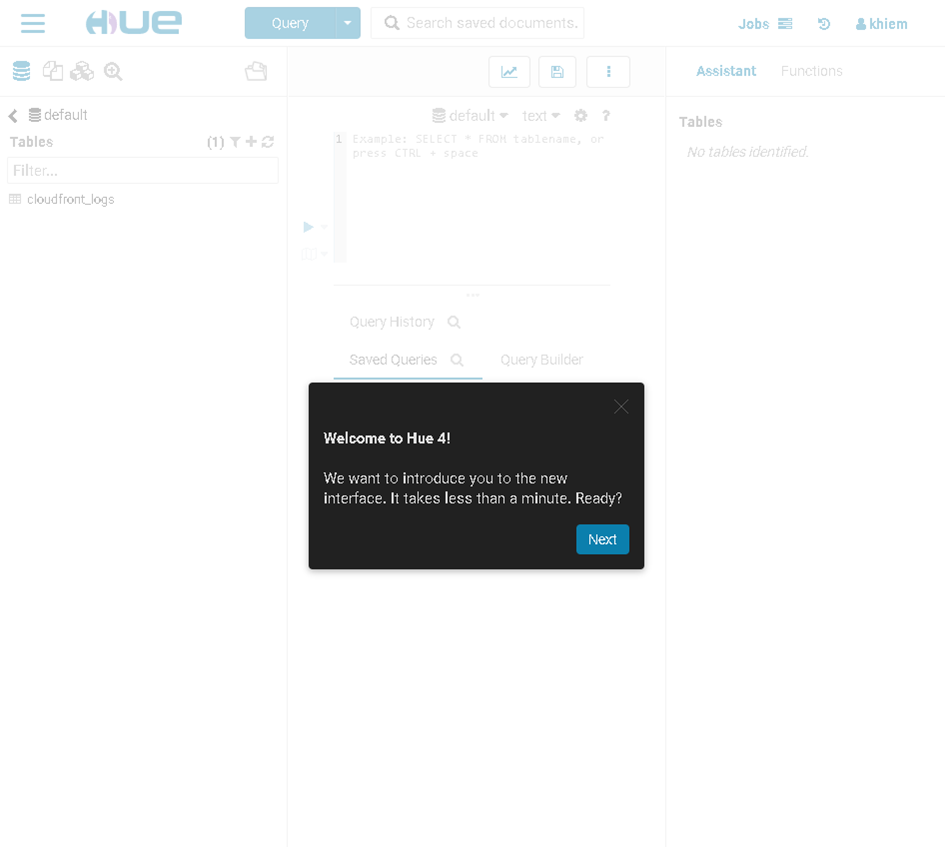 HUE
Query
Search saved documents.
Jobs
khiem
Assistant
Functions
default
Tables
(1)
Filter...
cloudfront_logs
default
text
?
1
Example: SELECT * FROM tablename, or
press CTRL + space
Query History
Saved Queries
Query Builder
Tables
No tables identified.
Welcome to Hue 4!
We want to introduce you to the new
interface. It takes less than a minute. Ready?
Next